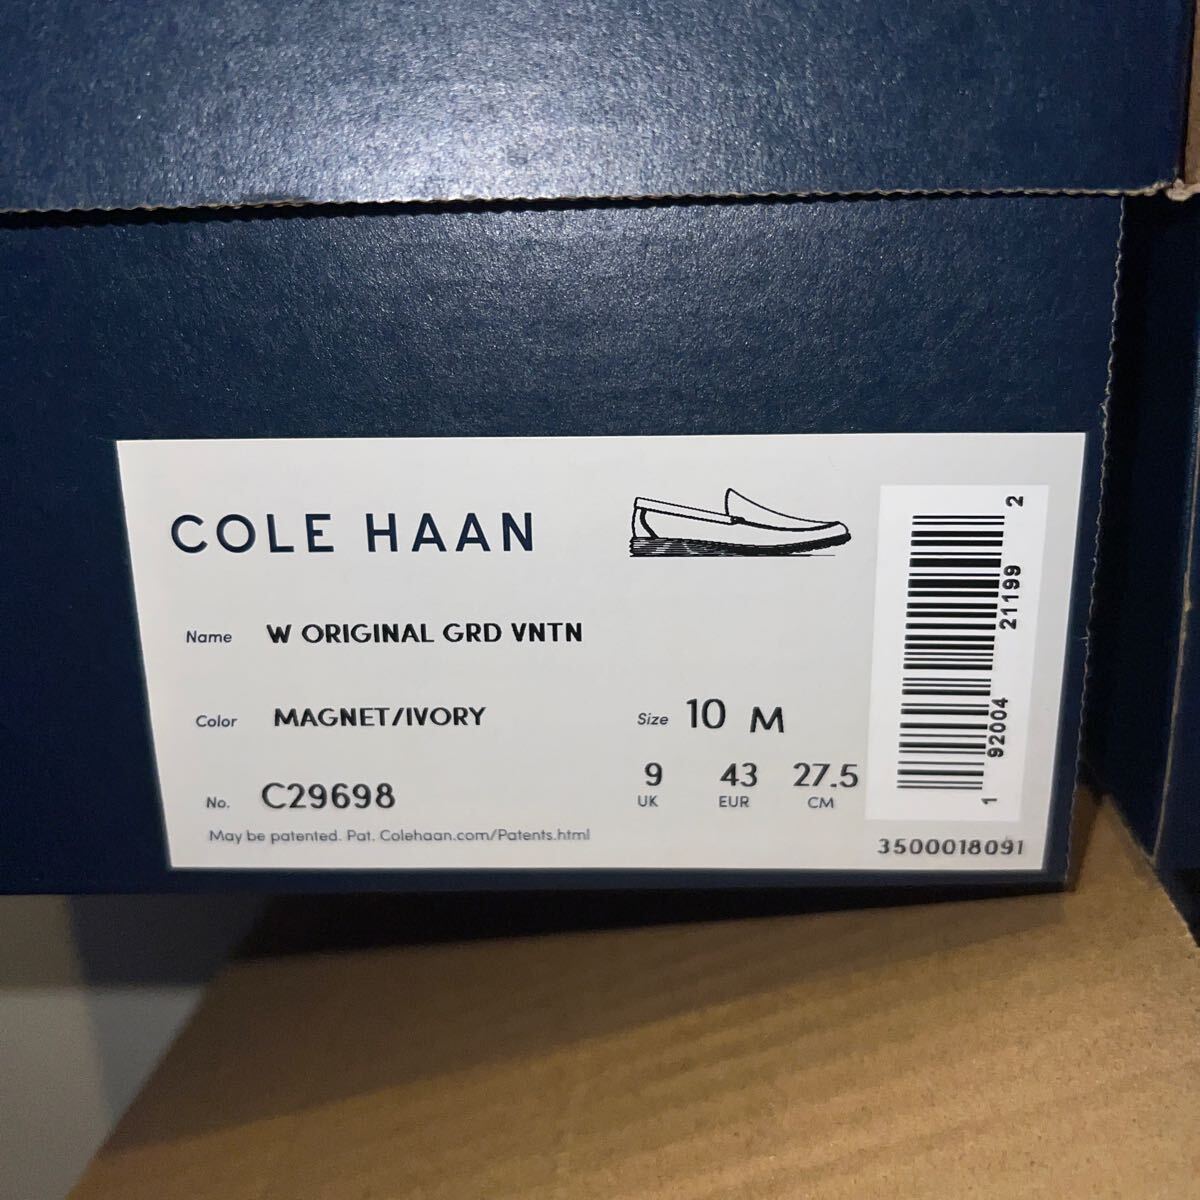 COLE HAAN
Name W ORIGINAL GRD VNTN
Color MAGNET/IVORY
Size 10 M
9 43 27.5
UK EUR CM
No. C29698
May be patented. Pat. Colehaan.com/Patents.html
1 92004 21199 2
3500018091